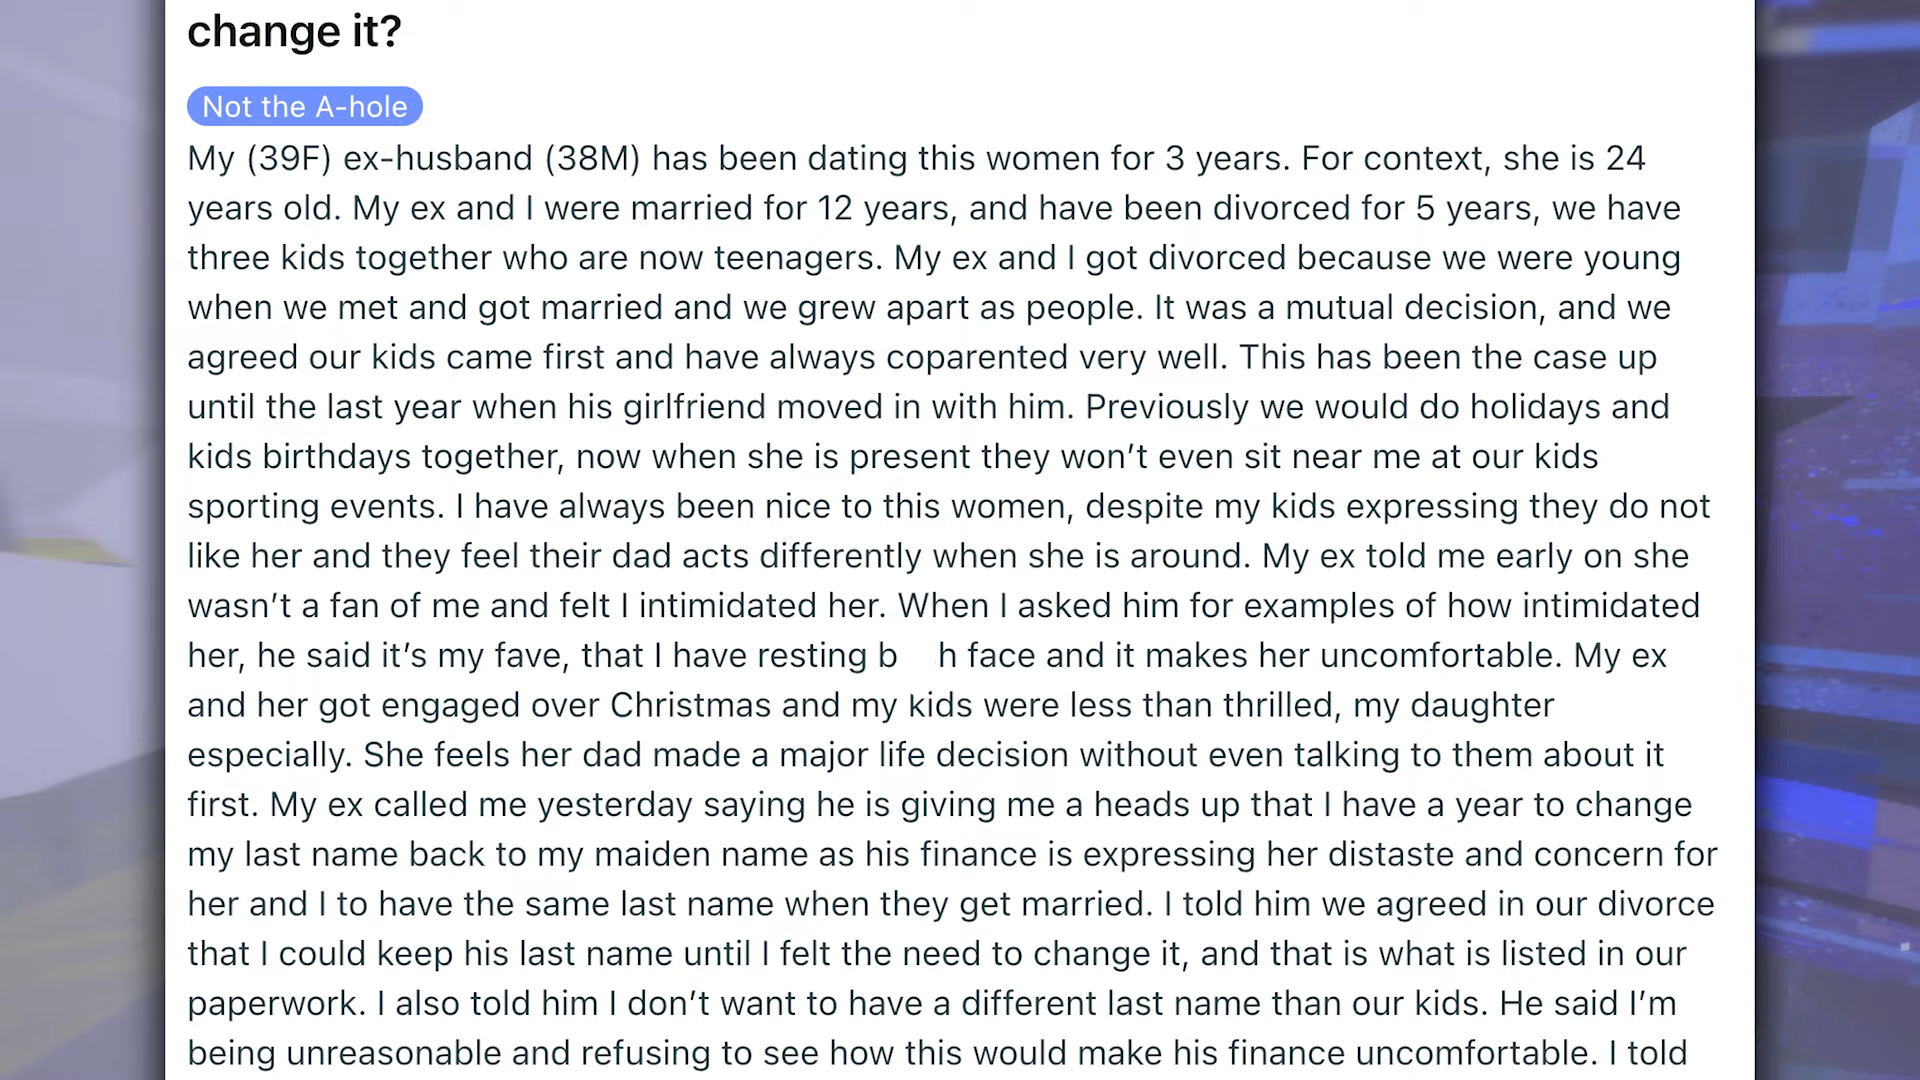 change it?
Not the A-hole
My (39F) ex-husband (38M) has been dating this women for 3 years. For context, she is 24
years old. My ex and I were married for 12 years, and have been divorced for 5 years, we have
three kids together who are now teenagers. My ex and I got divorced because we were young
when we met and got married and we grew apart as people. It was a mutual decision, and we
agreed our kids came first and have always coparented very well. This has been the case up
until the last year when his girlfriend moved in with him. Previously we would do holidays and
kids birthdays together, now when she is present they won’t even sit near me at our kids
sporting events. I have always been nice to this women, despite my kids expressing they do not
like her and they feel their dad acts differently when she is around. My ex told me early on she
wasn’t a fan of me and felt I intimidated her. When I asked him for examples of how intimidated
her, he said it’s my fave, that I have resting b h face and it makes her uncomfortable. My ex
and her got engaged over Christmas and my kids were less than thrilled, my daughter
especially. She feels her dad made a major life decision without even talking to them about it
first. My ex called me yesterday saying he is giving me a heads up that I have a year to change
my last name back to my maiden name as his finance is expressing her distaste and concern for
her and I to have the same last name when they get married. I told him we agreed in our divorce
that I could keep his last name until I felt the need to change it, and that is what is listed in our
paperwork. I also told him I don’t want to have a different last name than our kids. He said I’m
being unreasonable and refusing to see how this would make his finance uncomfortable. I told